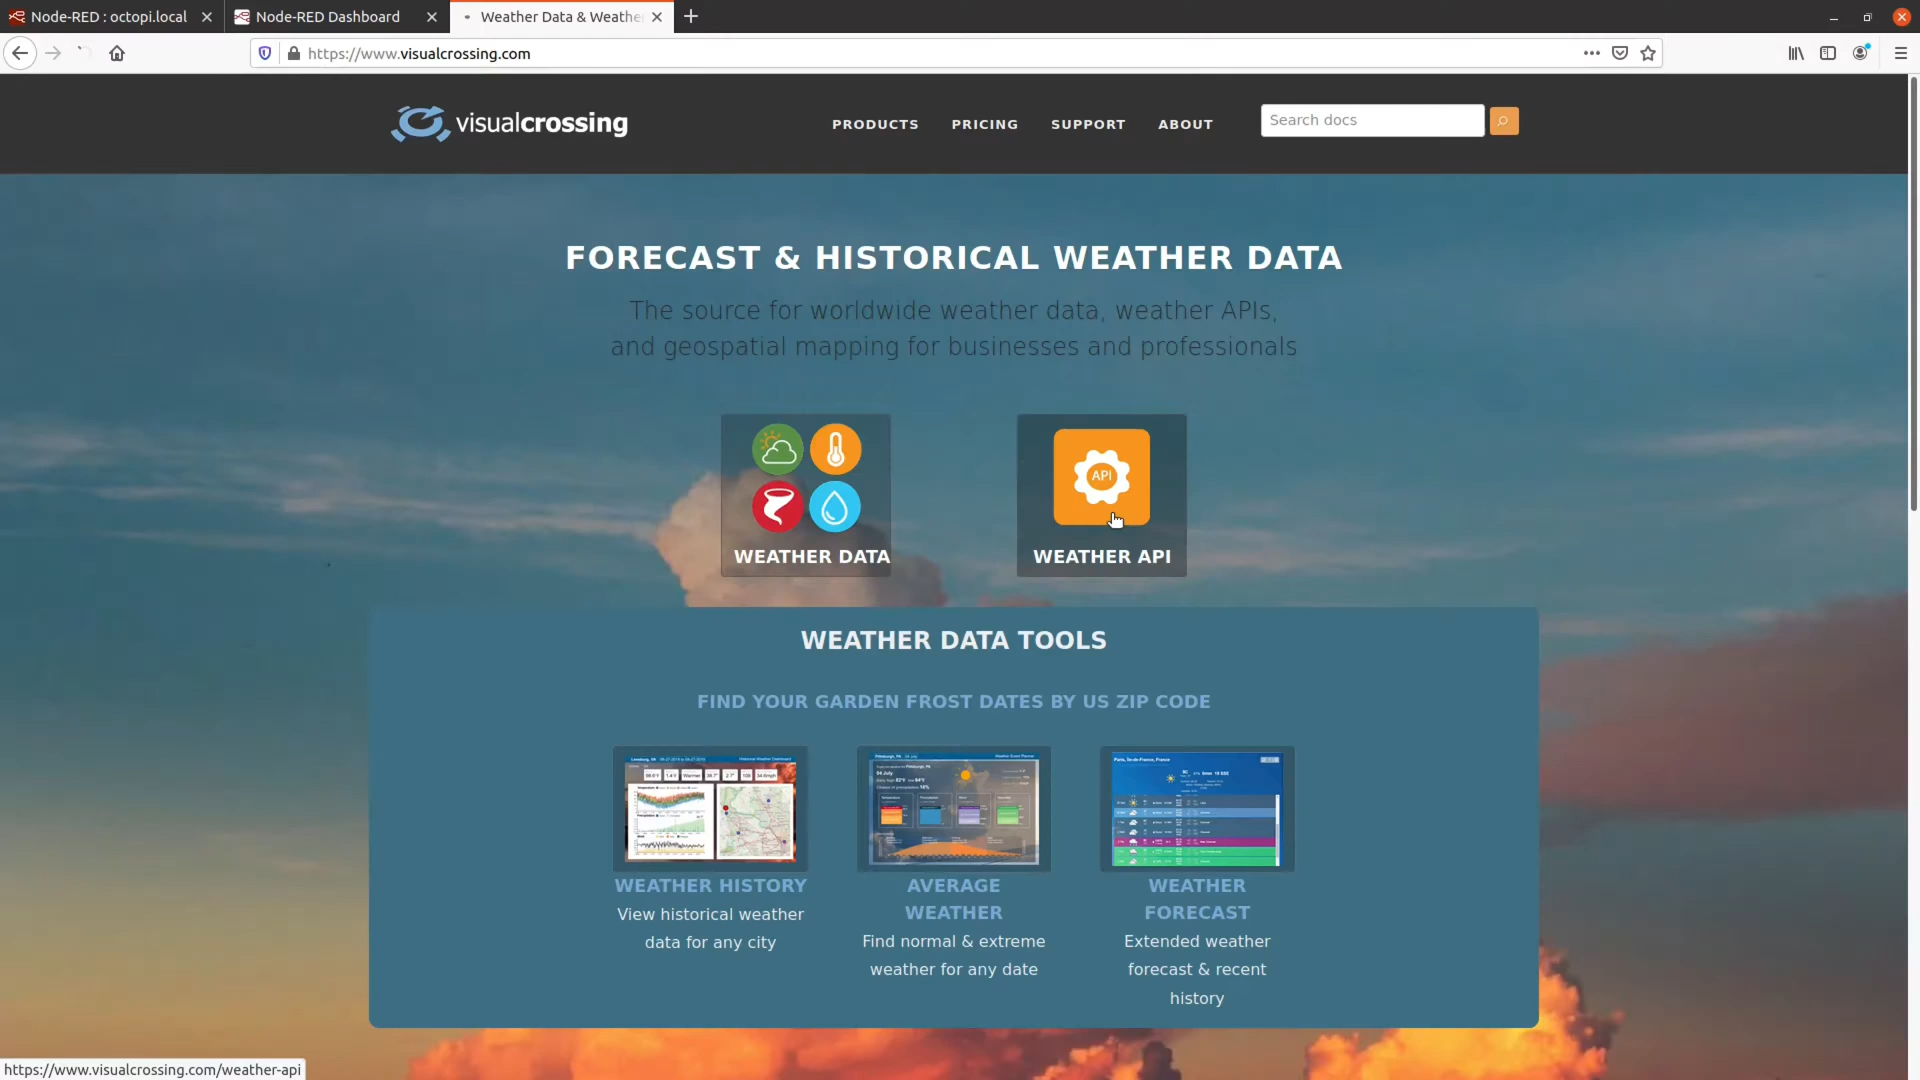 Node-RED : octopi.local
Node-RED Dashboard
Weather Data & Weathe
https://www.visualcrossing.com
visualcrossing
PRODUCTS
PRICING
SUPPORT
ABOUT
Search docs
FORECAST & HISTORICAL WEATHER DATA
The source for worldwide weather data, weather APIs,
and geospatial mapping for businesses and professionals
API
WEATHER DATA
WEATHER API
WEATHER DATA TOOLS
FIND YOUR GARDEN FROST DATES BY US ZIP CODE
WEATHER HISTORY
View historical weather
data for any city
AVERAGE
WEATHER
Find normal & extreme
weather for any date
WEATHER
FORECAST
Extended weather
forecast & recent
history
https://www.visualcrossing.com/weather-api